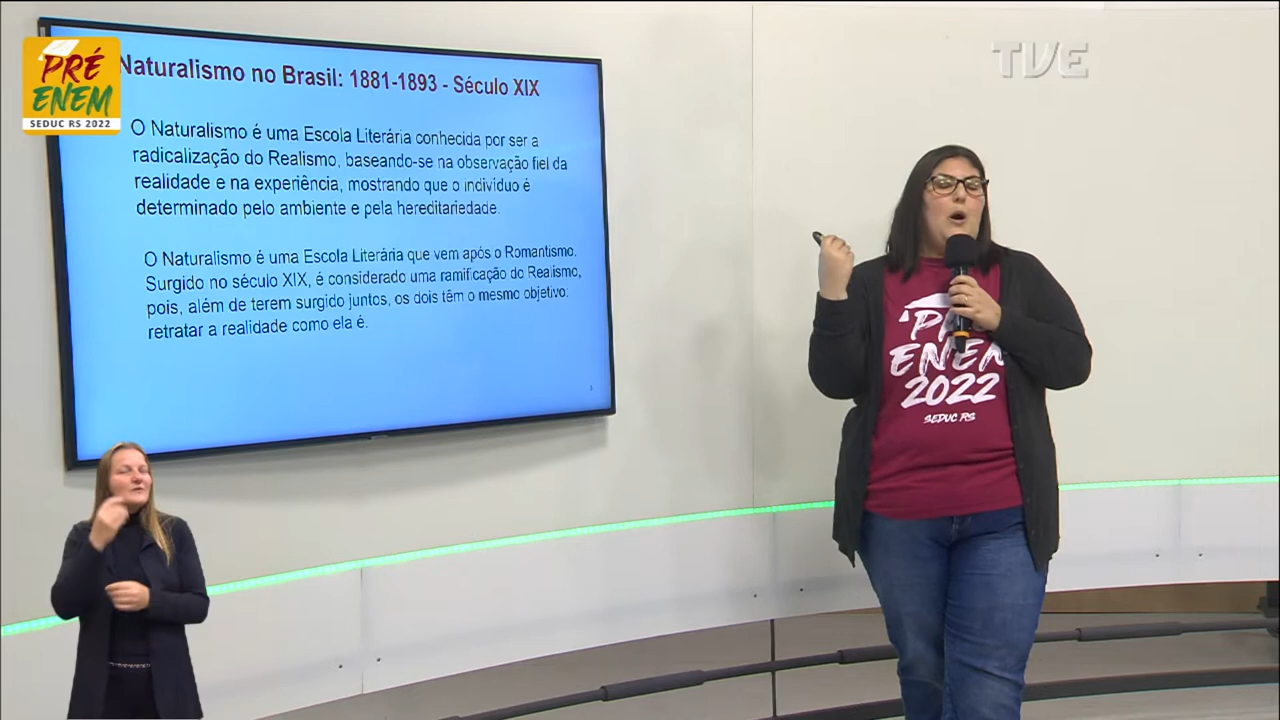 PRÉ
ENEM
SEDUC RS 2022
Naturalismo no Brasil: 1881-1893 - Século XIX
O Naturalismo é uma Escola Literária conhecida por ser a
radicalização do Realismo, baseando-se na observação fiel da
realidade e na experiência, mostrando que o indivíduo é
determinado pelo ambiente e pela hereditariedade.
O Naturalismo é uma Escola Literária que vem após o Romantismo.
Surgido no século XIX, é considerado uma ramificação do Realismo,
pois, além de terem surgido juntos, os dois têm o mesmo objetivo:
retratar a realidade como ela é.
3
TVE
ENEM
2022
SEDUC RS